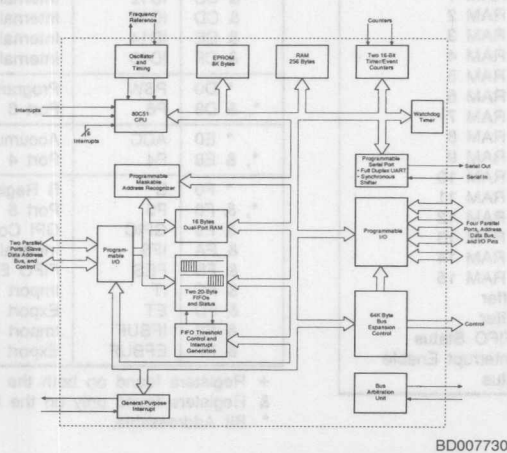 Frequency
Reference
Counters
Oscillator
and
Timing
EPROM
8K Bytes
RAM
256 Bytes
Two 16-Bit
Timer/Event
Counters
Interrupts
80C51
CPU
Interrupts
Watchdog
Timer
Programmable
Maskable
Address Recognizer
Programmable
Serial Port
- Full Duplex UART
- Synchronous
Shifter
Serial Out
Serial In
16 Bytes
Dual-Port RAM
Two Parallel
Ports, Slave
Data Address
Bus, and
Control
Program-
mable
I/O
Programmable
I/O
Four Parallel
Ports, Address
Data Bus,
and I/O Pins
Two 20-Byte
FIFOs
and Status
FIFO Threshold
Control and
Interrupt
Generation
64K Byte
Bus
Expansion
Control
Control
General-Purpose
Interrupt
Bus
Arbitration
Unit
BD007730